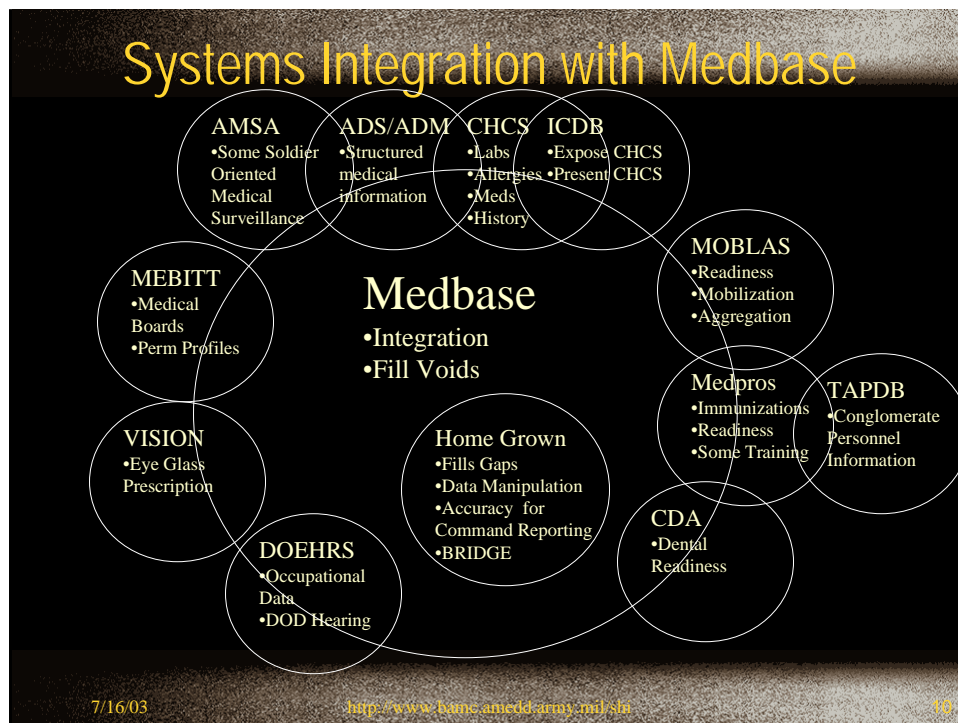 Systems Integration with Medbase
AMSA
•Some Soldier
Oriented
Medical
Surveillance
ADS/ADM
•Structured
medical
information
CHCS
•Labs
•Allergies
•Meds
•History
ICDB
•Expose CHCS
•Present CHCS
MOBLAS
•Readiness
•Mobilization
•Aggregation
MEBITT
•Medical
Boards
•Perm Profiles
Medbase
•Integration
•Fill Voids
Medpros
•Immunizations
•Readiness
•Some Training
TAPDB
•Conglomerate
Personnel
Information
VISION
•Eye Glass
Prescription
Home Grown
•Fills Gaps
•Data Manipulation
•Accuracy for
Command Reporting
•BRIDGE
CDA
•Dental
Readiness
DOEHRS
•Occupational
Data
•DOD Hearing
7/16/03
http://www.bamc.amedd.army.mil/sln
10